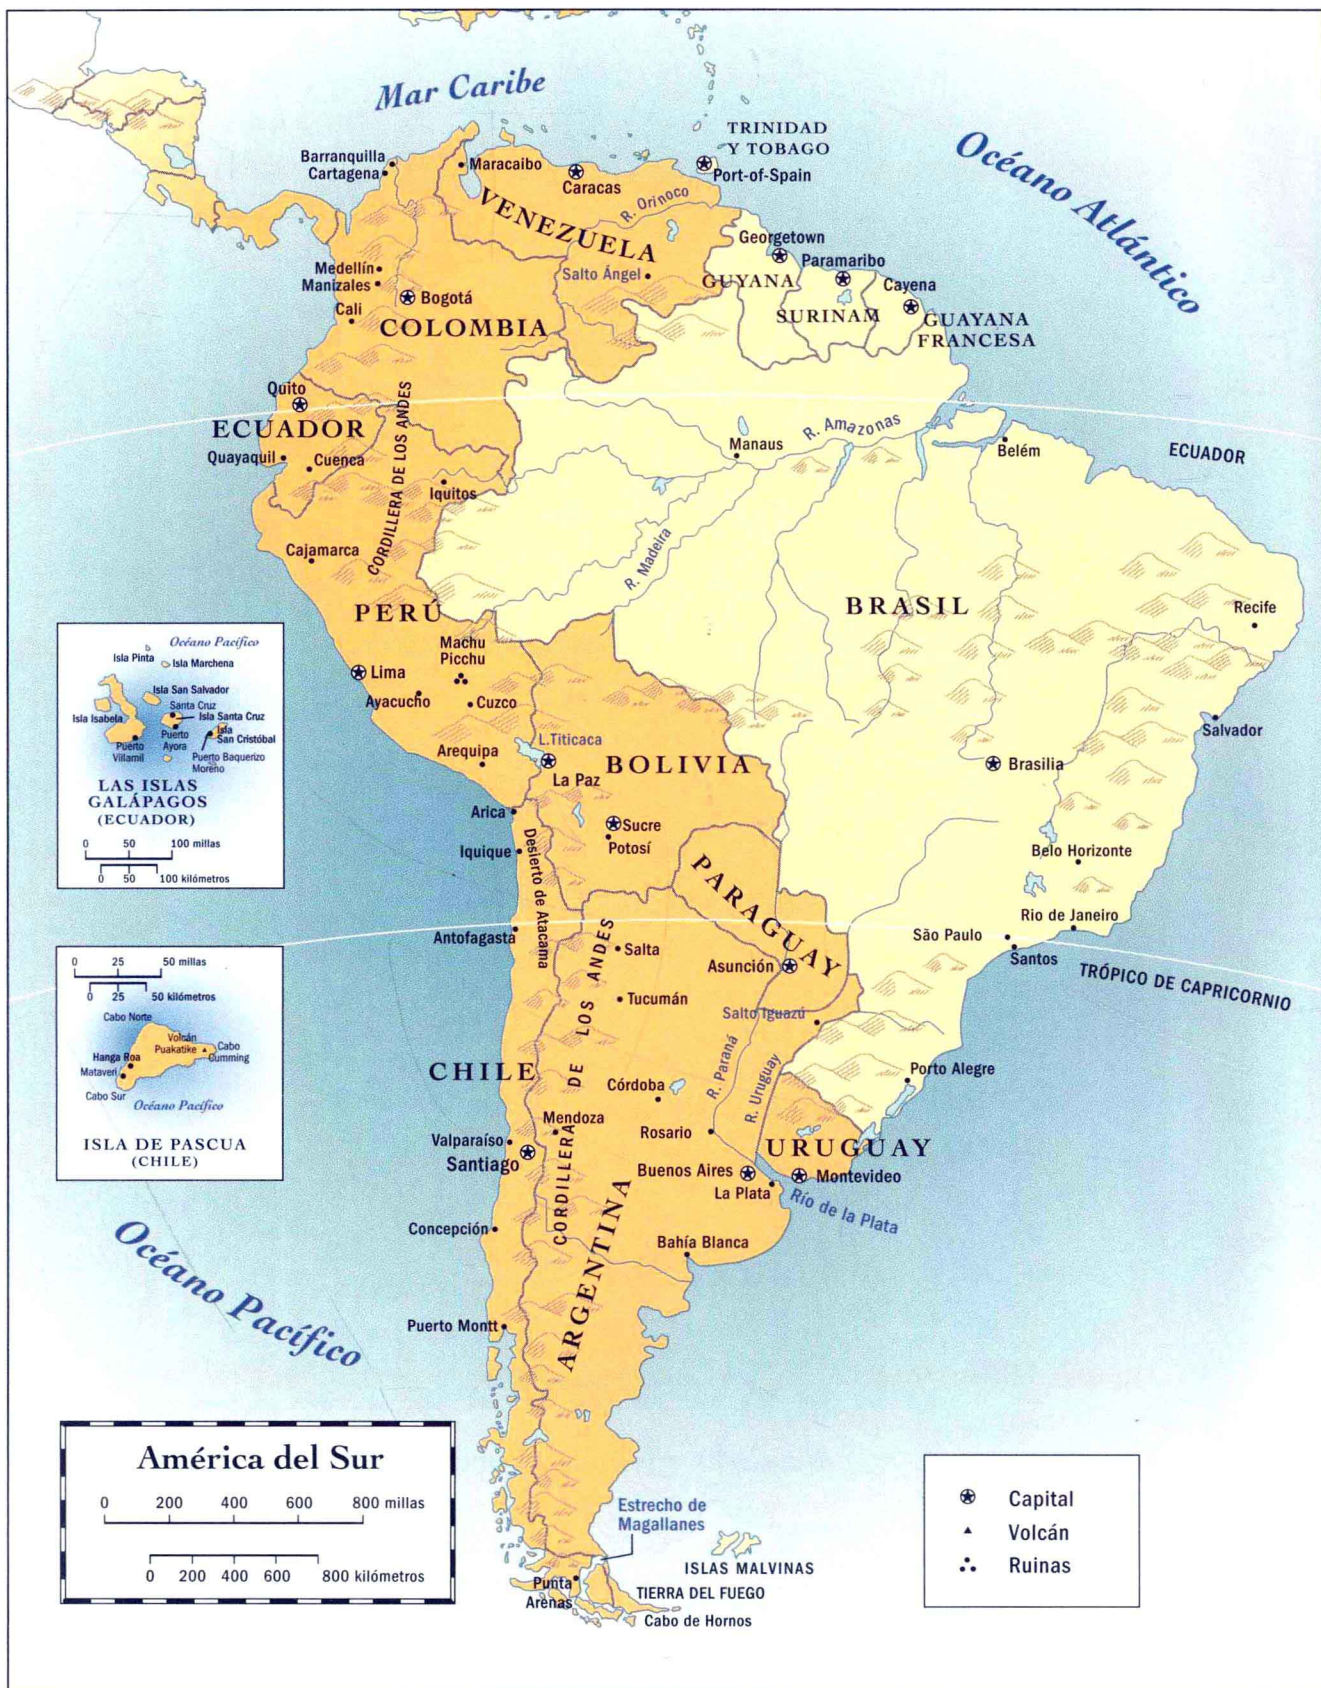 Mar Caribe
Océano Atlántico
TRINIDAD
Y TOBAGO
Port-of-Spain
Barranquilla
Cartagena
Maracaibo
Caracas
R. Orinoco
VENEZUELA
Georgetown
Paramaribo
Cayena
GUYANA
SURINAM
GUAYANA
FRANCESA
Medellín
Manizales
Salto Ángel
Bogotá
Cali
COLOMBIA
Quito
ECUADOR
CORDILLERA DE LOS ANDES
Quayaquil
Cuenca
Iquitos
Manaus
R. Amazonas
Belém
ECUADOR
Cajamarca
R. Madeira
PERÚ
BRASIL
Recife
Machu
Picchu
Lima
Ayacucho
Cuzco
Salvador
Arequipa
L.Titicaca
La Paz
BOLIVIA
Brasilia
Arica
Sucre
Potosí
Iquique
Desierto de Atacama
PARAGUAY
Belo Horizonte
Antofagasta
Salta
Asunción
São Paulo
Rio de Janeiro
Santos
TRÓPICO DE CAPRICORNIO
Tucumán
Salto Iguazú
CHILE
CORDILLERA DE LOS ANDES
R. Paraná
R. Uruguay
Porto Alegre
Córdoba
Mendoza
Rosario
Valparaíso
Santiago
URUGUAY
Buenos Aires
Montevideo
La Plata
Río de la Plata
Concepción
ARGENTINA
Bahía Blanca
Puerto Montt
Océano Pacífico
Estrecho de
Magallanes
ISLAS MALVINAS
Punta
Arenas
TIERRA DEL FUEGO
Cabo de Hornos
Océano Pacífico
Isla Pinta
Isla Marchena
Isla San Salvador
Santa Cruz
Isla Isabela
Isla Santa Cruz
Isla
San Cristóbal
Puerto
Villamil
Puerto
Ayora
Puerto Baquerizo
Moreno
LAS ISLAS
GALÁPAGOS
(ECUADOR)
0 50 100 millas
0 50 100 kilómetros
0 25 50 millas
0 25 50 kilómetros
Cabo Norte
Volcán
Puakatike
Cabo
Cumming
Hanga Roa
Mataveri
Cabo Sur
Océano Pacífico
ISLA DE PASCUA
(CHILE)
América del Sur
0 200 400 600 800 millas
0 200 400 600 800 kilómetros
Capital
Volcán
Ruinas